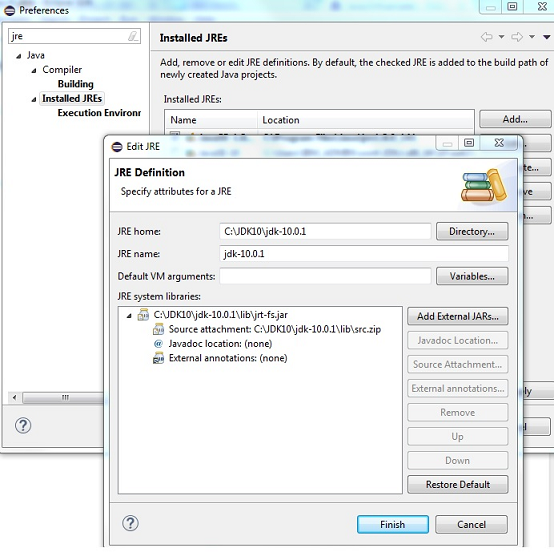 Preferences
jre
Java
Compiler
Building
Installed JREs
Execution Environr
Installed JREs
Add, remove or edit JRE definitions. By default, the checked JRE is added to the build path of
newly created Java projects.
Installed JREs:
Name Location
Add...
Edit JRE
JRE Definition
Specify attributes for a JRE
JRE home: C:\JDK10\jdk-10.0.1 Directory...
JRE name: jdk-10.0.1
Default VM arguments: Variables...
JRE system libraries:
C:\JDK10\jdk-10.0.1\lib\jrt-fs.jar
Source attachment: C:\JDK10\jdk-10.0.1\lib\src.zip
Javadoc location: (none)
External annotations: (none)
Add External JARs...
Javadoc Location...
Source Attachment...
External annotations...
Remove
Up
Down
Restore Default
Finish Cancel